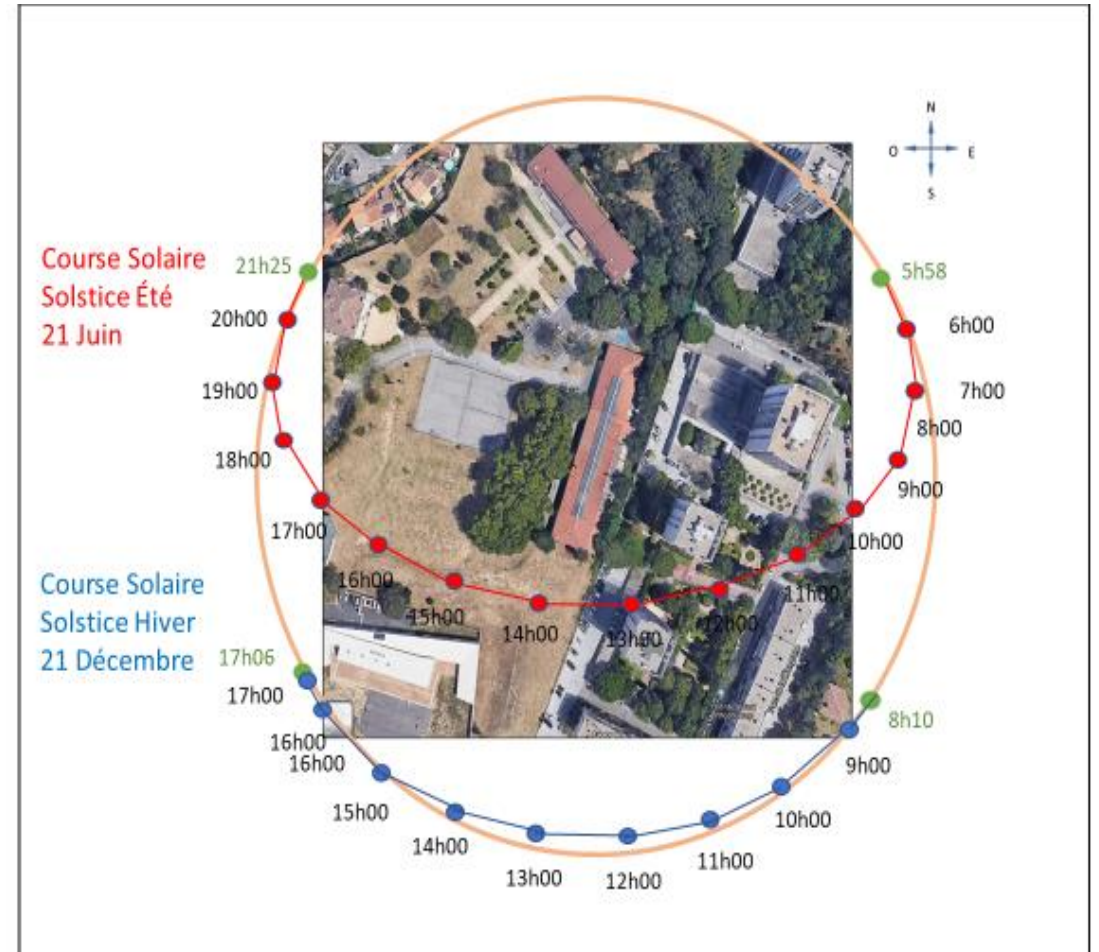 N
O
E
S
Course Solaire
Solstice Été
21 Juin
21h25
20h00
19h00
18h00
17h00
16h00
15h00
14h00
13h00
12h00
11h00
10h00
9h00
8h00
7h00
6h00
5h58
Course Solaire
Solstice Hiver
21 Décembre
17h06
17h00
16h00
16h00
15h00
14h00
13h00
12h00
11h00
10h00
9h00
8h10